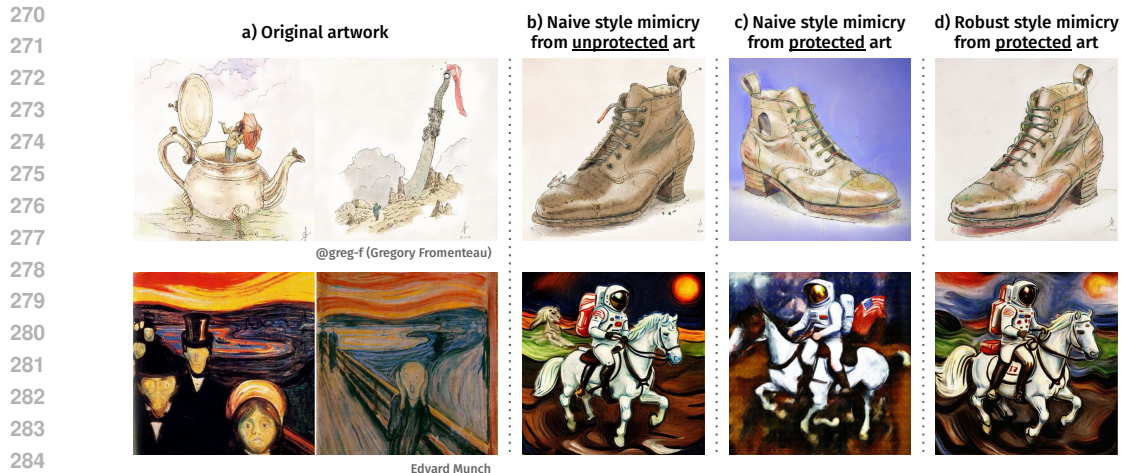 270
271
272
273
274
275
276
277
278
279
280
281
282
283
284
a) Original artwork
b) Naive style mimicry
from unprotected art
c) Naive style mimicry
from protected art
d) Robust style mimicry
from protected art
@greg-f (Gregory Fromenteau)
Edvard Munch